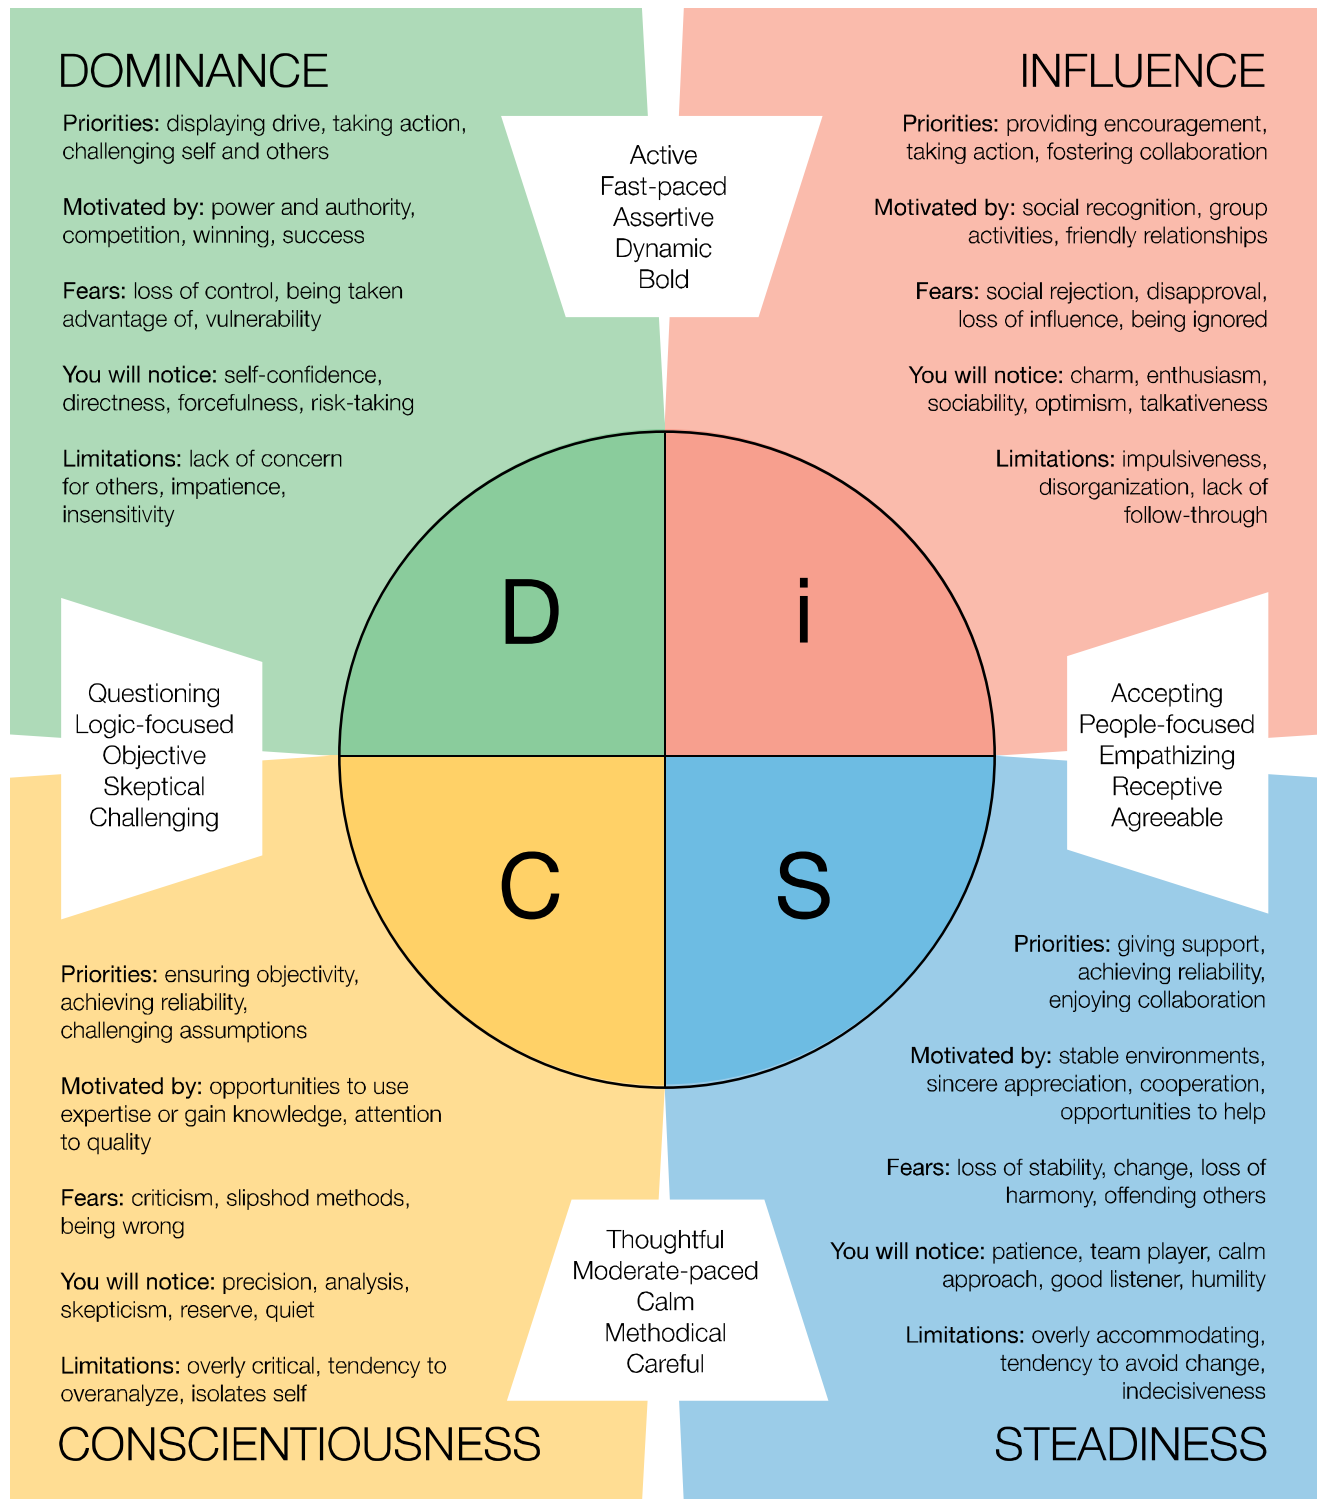 DOMINANCE
Priorities: displaying drive, taking action,
challenging self and others
Motivated by: power and authority,
competition, winning, success
Fears: loss of control, being taken
advantage of, vulnerability
You will notice: self-confidence,
directness, forcefulness, risk-taking
Limitations: lack of concern
for others, impatience,
insensitivity
Active
Fast-paced
Assertive
Dynamic
Bold
INFLUENCE
Priorities: providing encouragement,
taking action, fostering collaboration
Motivated by: social recognition, group
activities, friendly relationships
Fears: social rejection, disapproval,
loss of influence, being ignored
You will notice: charm, enthusiasm,
sociability, optimism, talkativeness
Limitations: impulsiveness,
disorganization, lack of
follow-through
D
i
Questioning
Logic-focused
Objective
Skeptical
Challenging
Accepting
People-focused
Empathizing
Receptive
Agreeable
C
S
Priorities: ensuring objectivity,
achieving reliability,
challenging assumptions
Motivated by: opportunities to use
expertise or gain knowledge, attention
to quality
Fears: criticism, slipshod methods,
being wrong
You will notice: precision, analysis,
skepticism, reserve, quiet
Limitations: overly critical, tendency to
overanalyze, isolates self
CONSCIENTIOUSNESS
Thoughtful
Moderate-paced
Calm
Methodical
Careful
Priorities: giving support,
achieving reliability,
enjoying collaboration
Motivated by: stable environments,
sincere appreciation, cooperation,
opportunities to help
Fears: loss of stability, change, loss of
harmony, offending others
You will notice: patience, team player, calm
approach, good listener, humility
Limitations: overly accommodating,
tendency to avoid change,
indecisiveness
STEADINESS